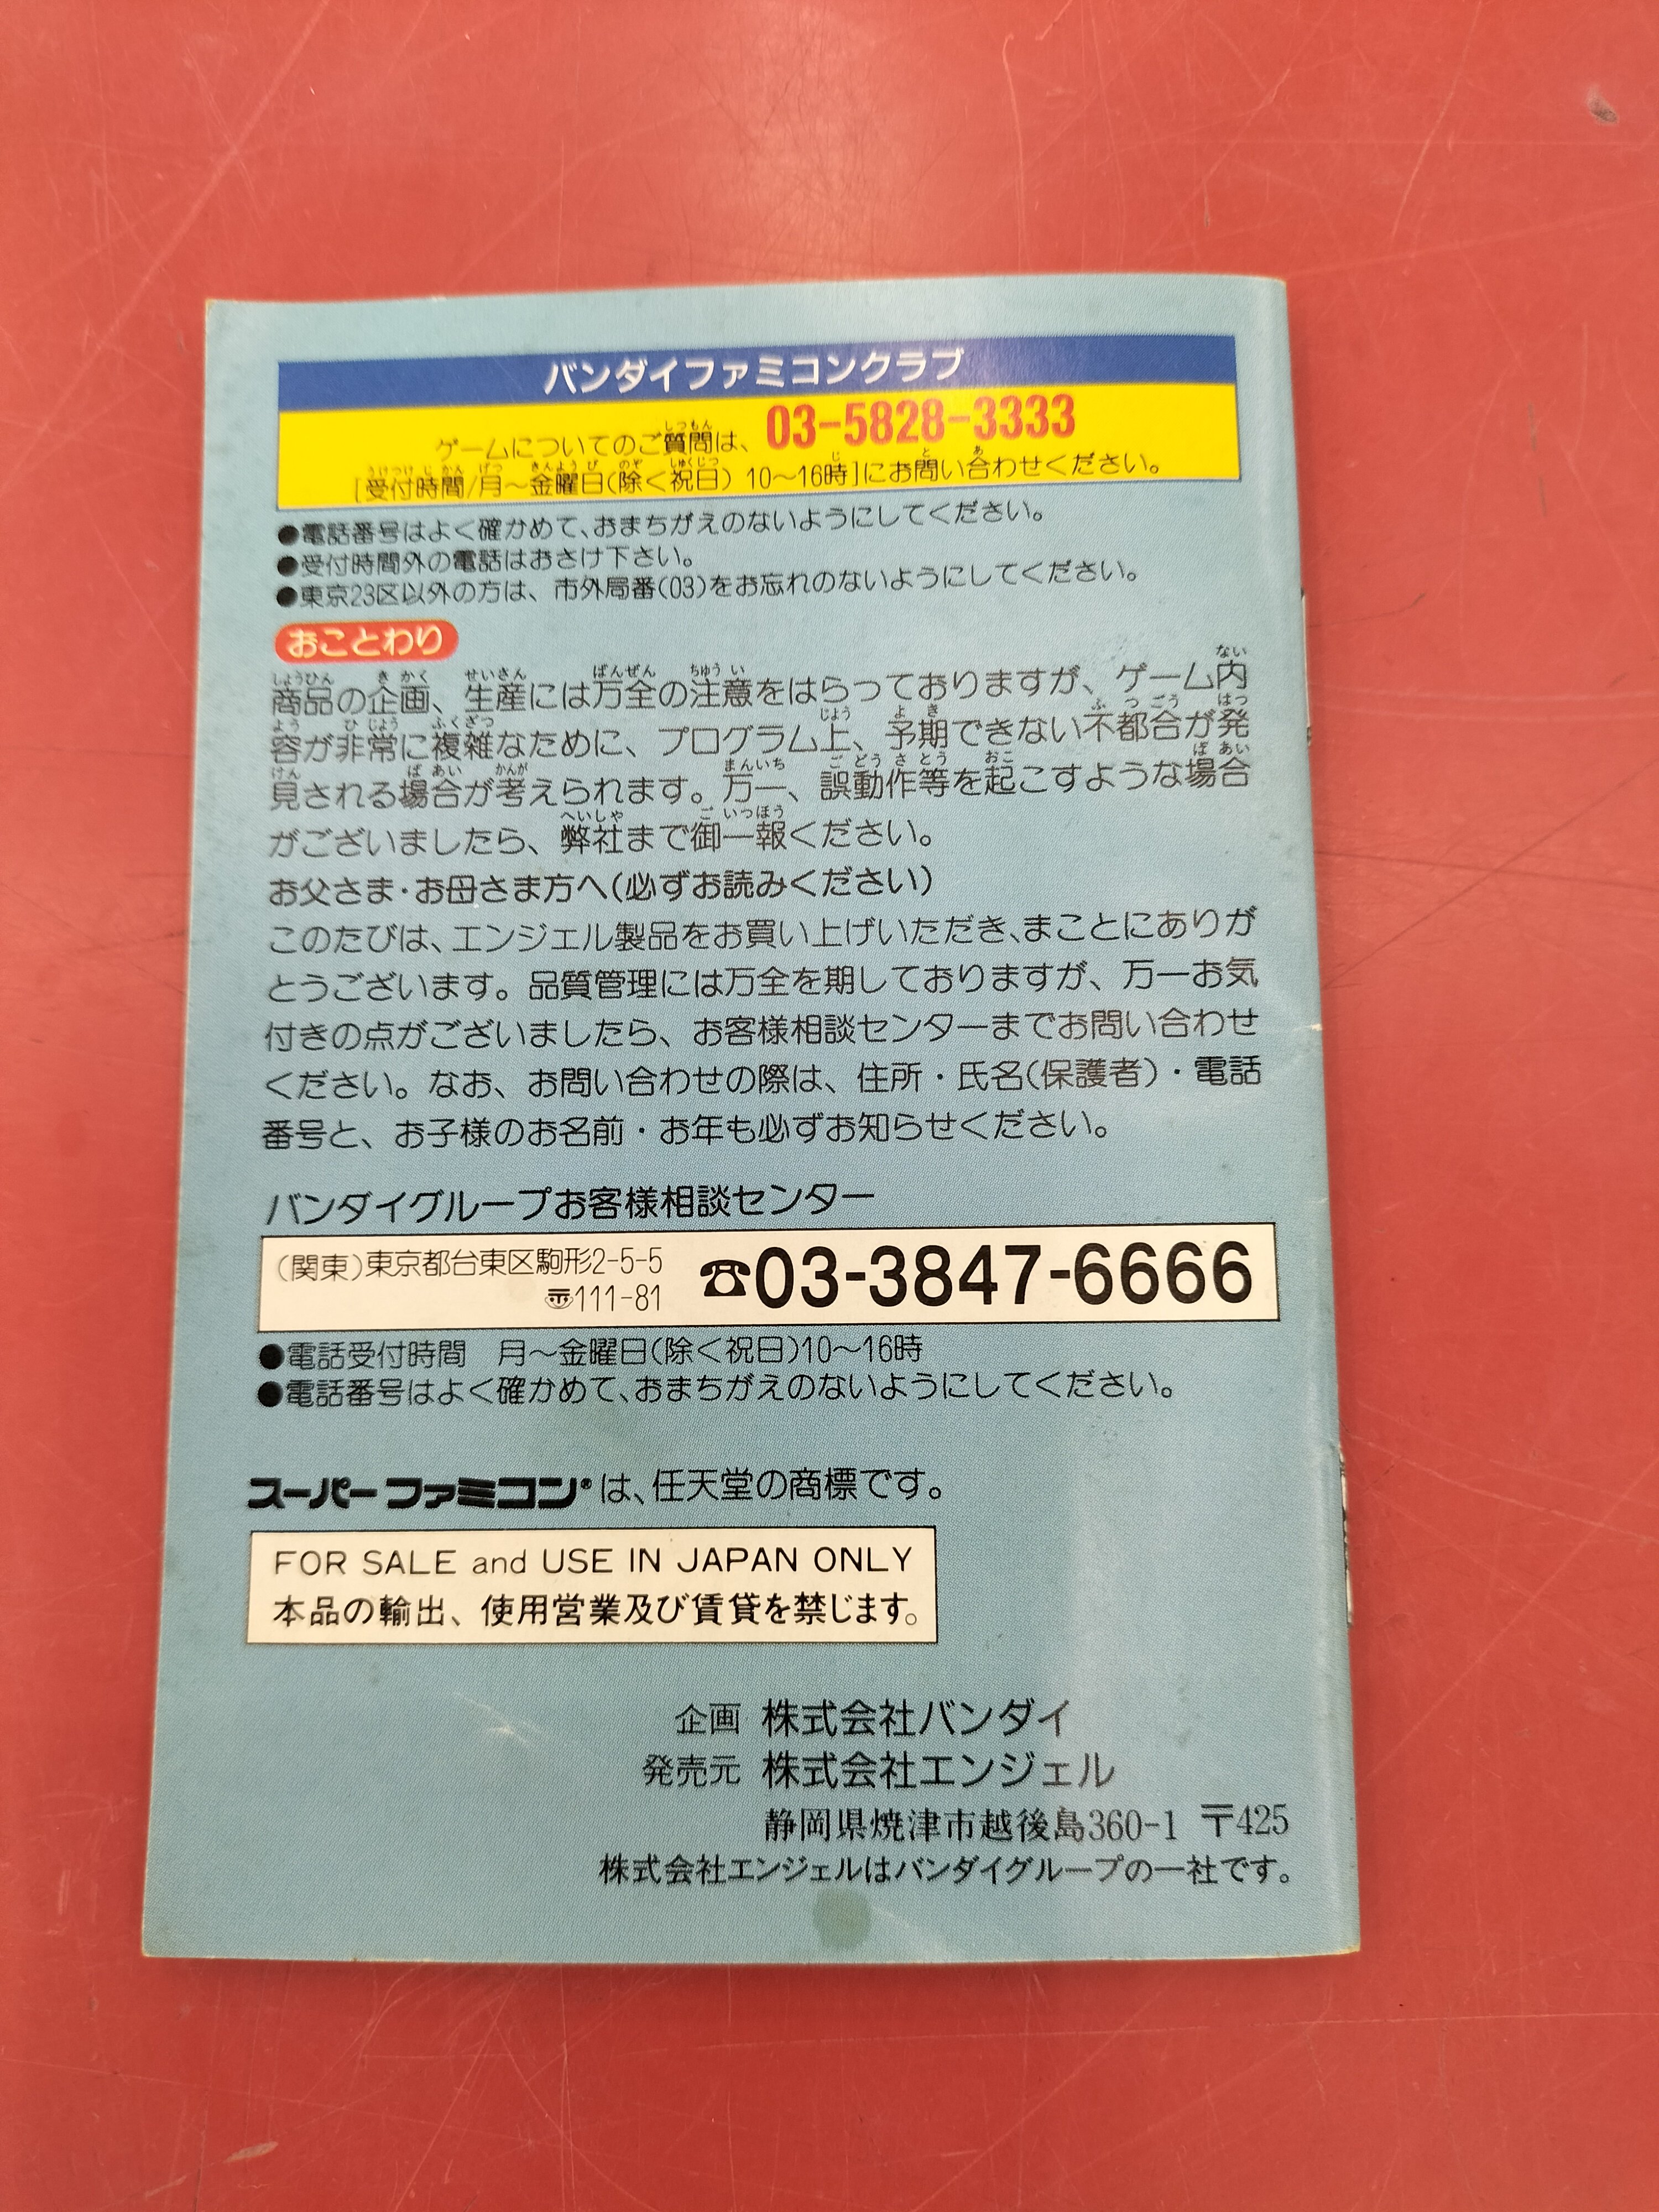 バンダイファミコンクラブ
ゲームについてのご質問は、03-5828-3333
[受付時間/月〜金曜日(除く祝日) 10〜16時]にお問い合わせください。
●電話番号はよく確かめて、おまちがえのないようにしてください。
●受付時間外の電話はおさけ下さい。
●東京23区以外の方は、市外局番(03)をお忘れのないようにしてください。
おことわり
商品の企画、生産には万全の注意をはらっておりますが、ゲーム内
容が非常に複雑なために、プログラム上、予期できない不都合が発
見される場合が考えられます。万一、誤動作等を起こすような場合
がございましたら、弊社まで御一報ください。
お父さま・お母さま方へ(必ずお読みください)
このたびは、エンジェル製品をお買い上げいただき、まことにありが
とうございます。品質管理には万全を期しておりますが、万一お気
付きの点がございましたら、お客様相談センターまでお問い合わせ
ください。なお、お問い合わせの際は、住所・氏名(保護者)・電話
番号と、お子様のお名前・お年も必ずお知らせください。
バンダイグループお客様相談センター
(関東)東京都台東区駒形2-5-5 ☎03-3847-6666
〠111-81
●電話受付時間 月〜金曜日(除く祝日)10〜16時
●電話番号はよく確かめて、おまちがえのないようにしてください。
スーパーファミコン®は、任天堂の商標です。
FOR SALE and USE IN JAPAN ONLY
本品の輸出、使用営業及び賃貸を禁じます。
企画 株式会社バンダイ
発売元 株式会社エンジェル
静岡県焼津市越後島360-1 〒425
株式会社エンジェルはバンダイグループの一社です。